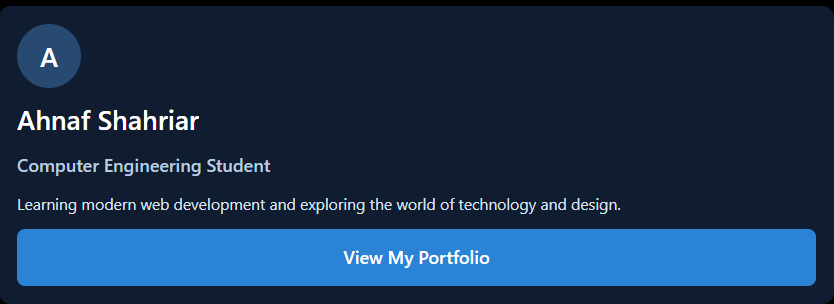 A
Ahnaf Shahriar
Computer Engineering Student
Learning modern web development and exploring the world of technology and design.
View My Portfolio